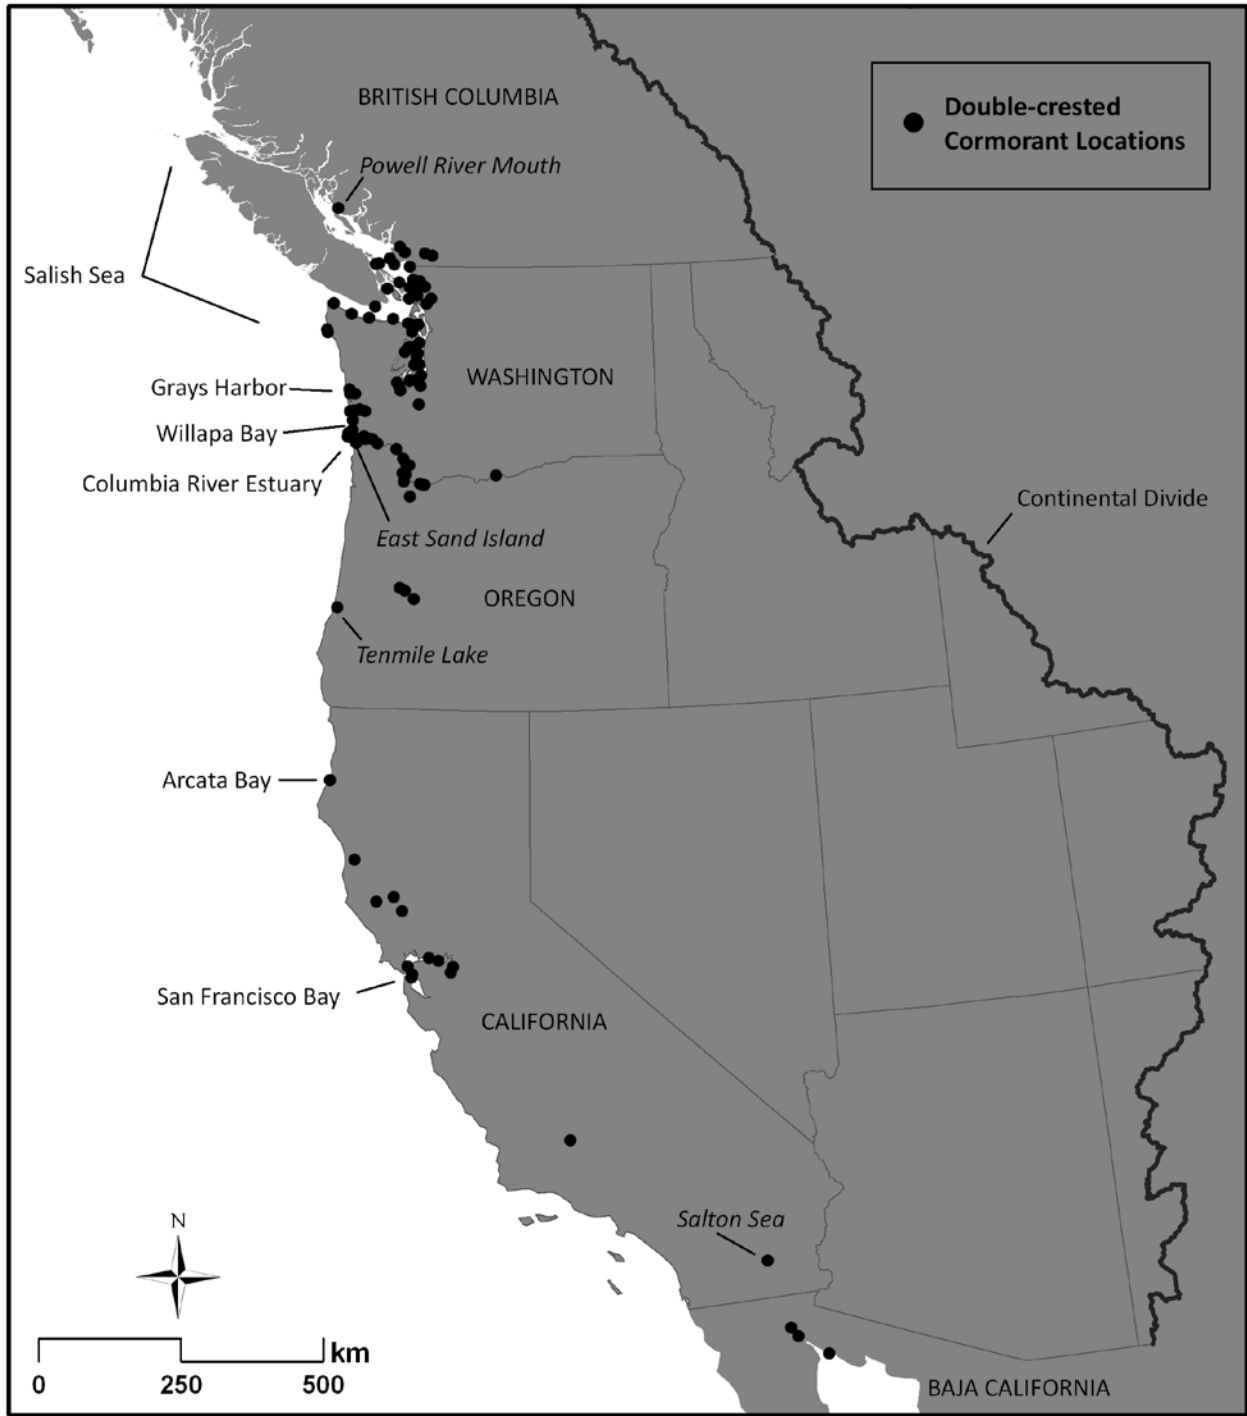 BRITISH COLUMBIA
Double-crested
Cormorant Locations
Powell River Mouth
Salish Sea
Grays Harbor
WASHINGTON
Willapa Bay
Columbia River Estuary
Continental Divide
East Sand Island
OREGON
Tenmile Lake
Arcata Bay
San Francisco Bay
CALIFORNIA
Salton Sea
N
km
0 250 500
BAJA CALIFORNIA